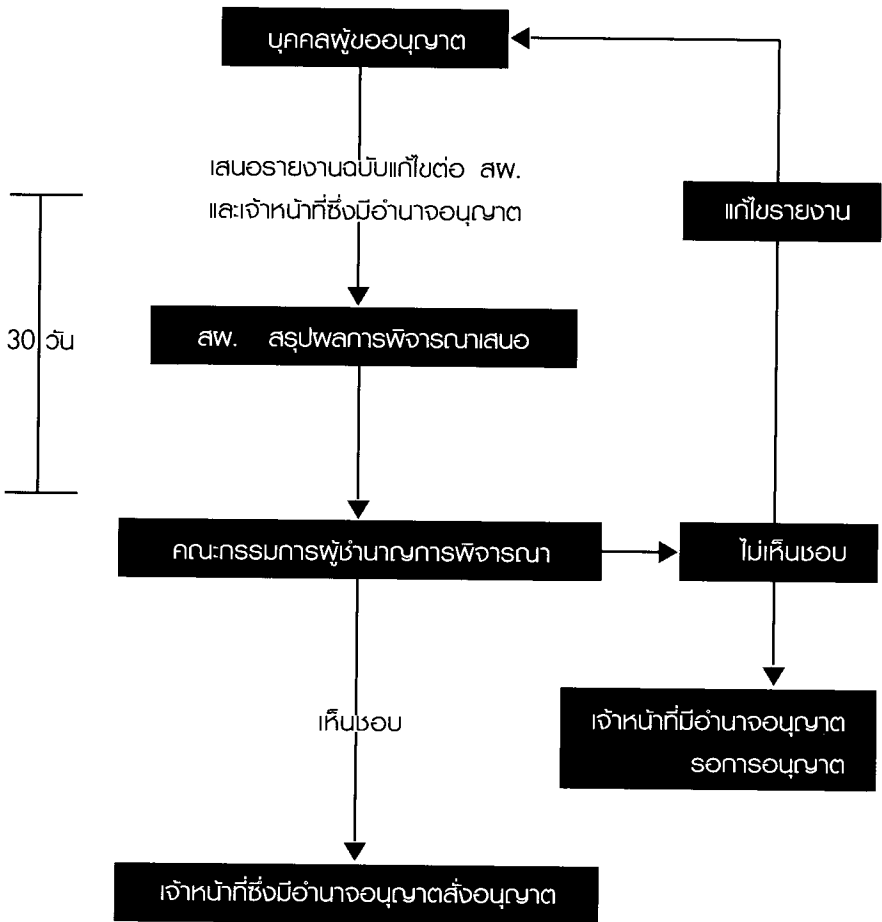 บุคคลผู้ขออนุญาต
เสนอรายงานฉบับแก้ไขต่อ สผ.
และเจ้าหน้าที่ซึ่งมีอำนาจอนุญาต
แก้ไขรายงาน
30 วัน
สผ. สรุปผลการพิจารณาเสนอ
คณะกรรมการผู้ชำนาญการพิจารณา
ไม่เห็นชอบ
เห็นชอบ
เจ้าหน้าที่มีอำนาจอนุญาต
รอการอนุญาต
เจ้าหน้าที่ซึ่งมีอำนาจอนุญาตสั่งอนุญาต